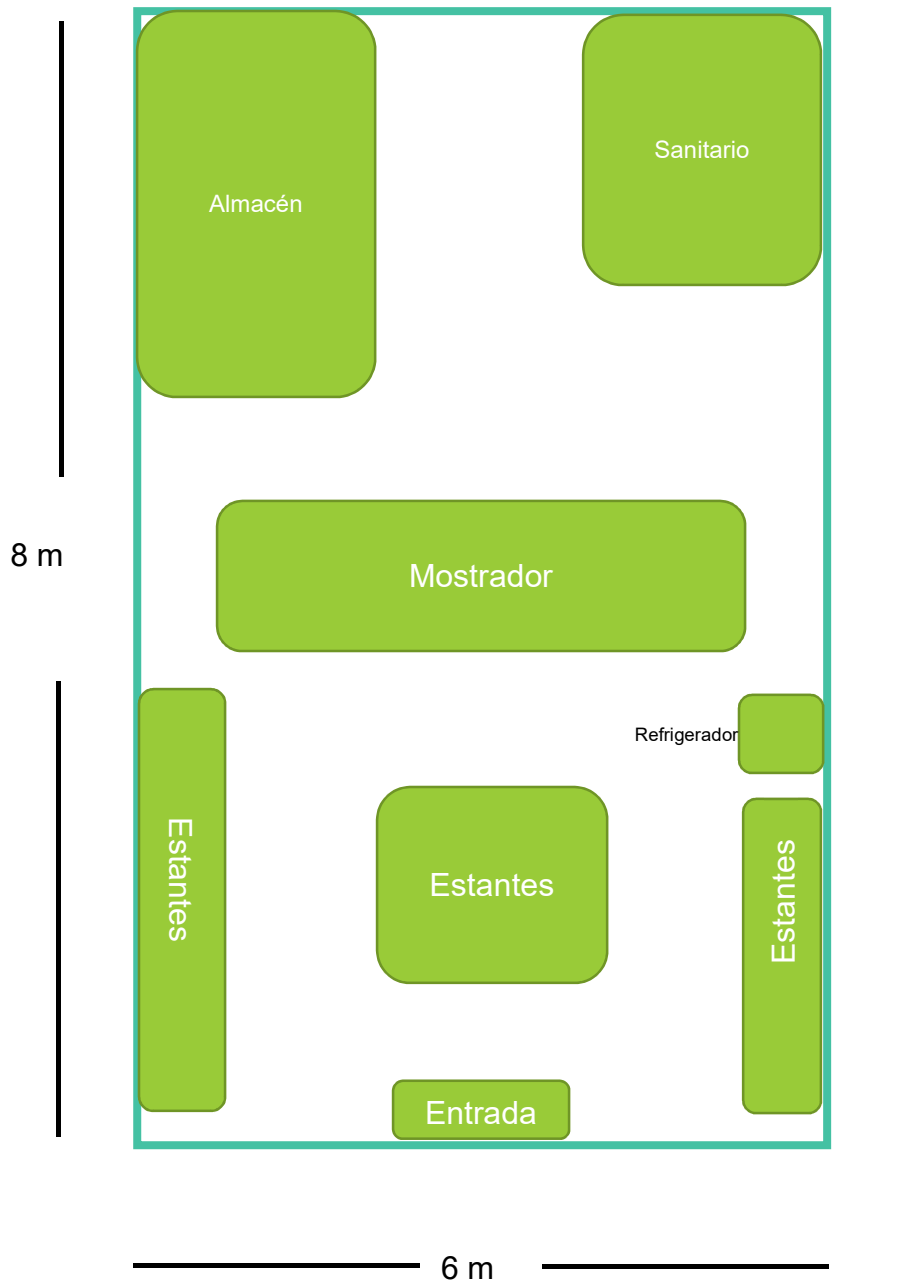 Sanitario
Almacén
8 m
Mostrador
Refrigerador
Estantes
Estantes
Estantes
Entrada
6 m